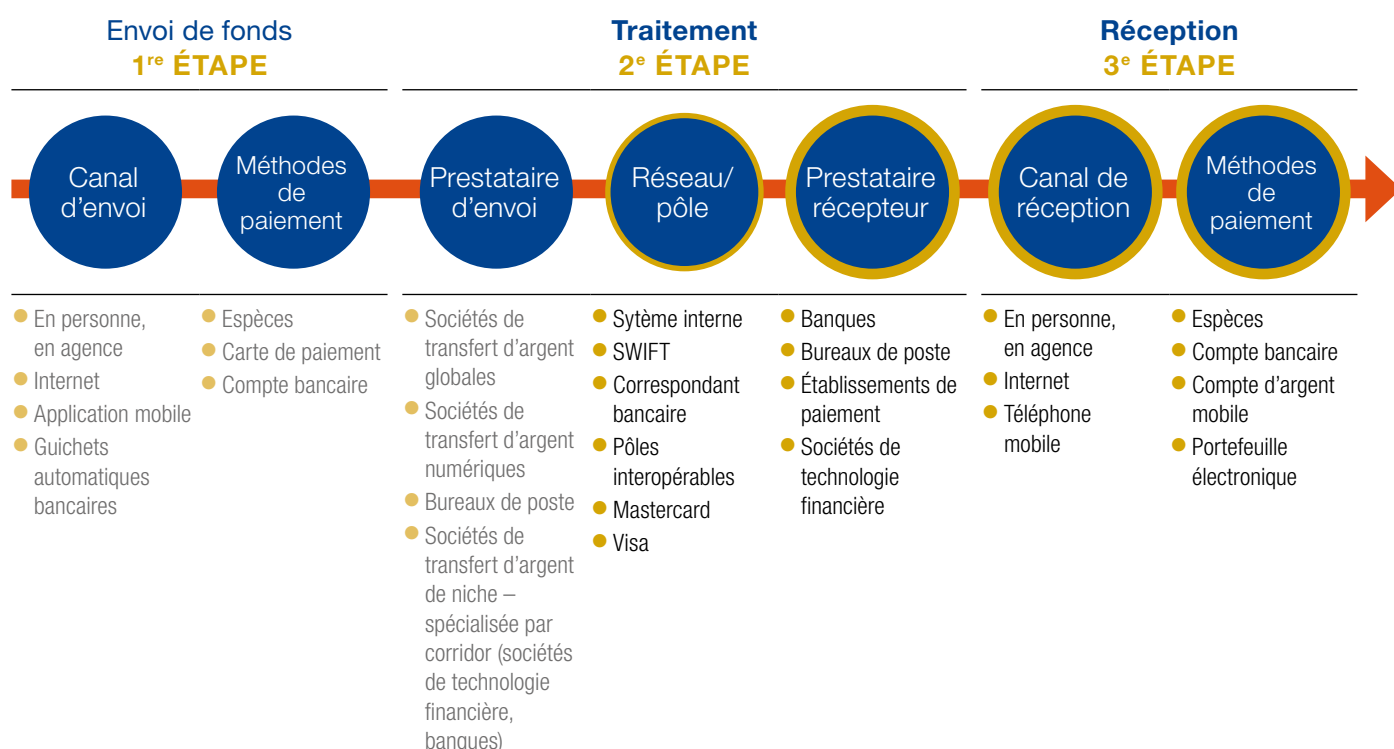 Envoi de fonds
1re ÉTAPE
Traitement
2e ÉTAPE
Réception
3e ÉTAPE
Canal
d’envoi
Méthodes
de
paiement
Prestataire
d’envoi
Réseau/
pôle
Prestataire
récepteur
Canal de
réception
Méthodes
de
paiement
En personne,
en agence
Internet
Application mobile
Guichets
automatiques
bancaires
Espèces
Carte de paiement
Compte bancaire
Sociétés de
transfert d’argent
globales
Sociétés de
transfert d’argent
numériques
Bureaux de poste
Sociétés de
transfert d’argent
de niche –
spécialisée par
corridor (sociétés
de technologie
financière,
banques)
Sytème interne
SWIFT
Correspondant
bancaire
Pôles
interopérables
Mastercard
Visa
Banques
Bureaux de poste
Établissements de
paiement
Sociétés de
technologie
financière
En personne,
en agence
Internet
Téléphone
mobile
Espèces
Compte bancaire
Compte d’argent
mobile
Portefeuille
électronique